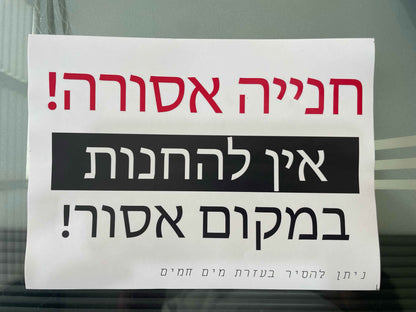 חנייה אסורה!
אין להחנות
במקום אסור!
ניתן להסיר בעזרת מים חמים